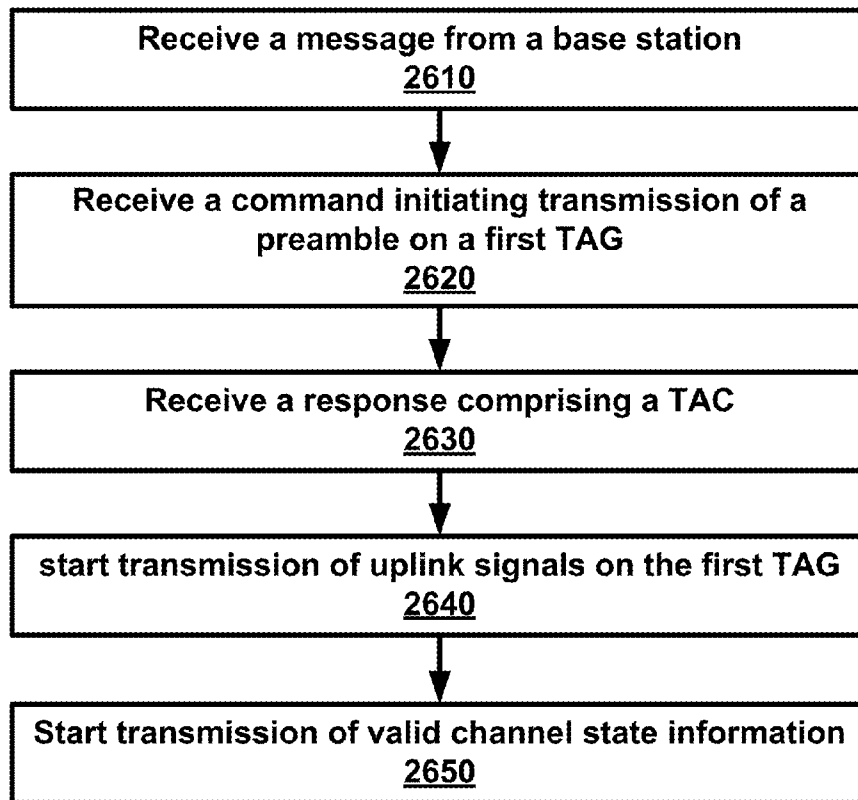 Receive a message from a base station
2610
Receive a command initiating transmission of a
preamble on a first TAG
2620
Receive a response comprising a TAC
2630
start transmission of uplink signals on the first TAG
2640
Start transmission of valid channel state information
2650